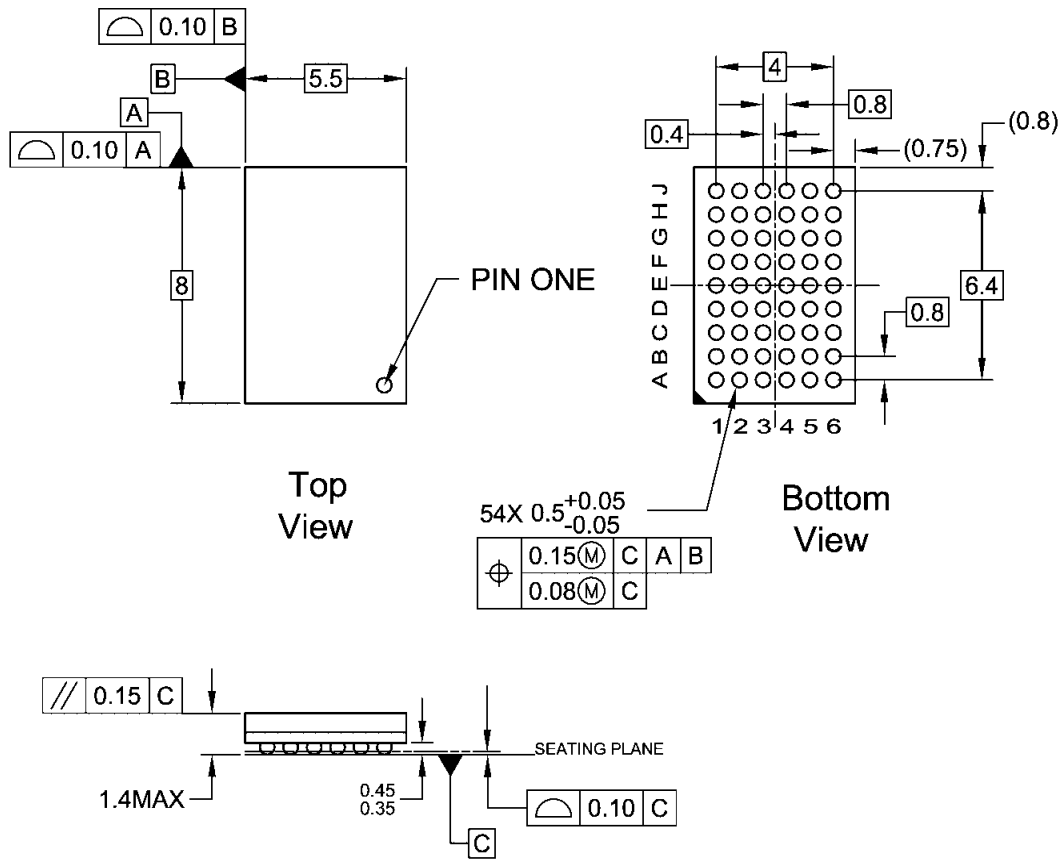 0.10 B
B
5.5
A
0.10 A
8
PIN ONE
Top
View
4
0.8
0.4
(0.75)
(0.8)
J
H
G
F
E
D
C
B
A
6.4
0.8
1 2 3 4 5 6
Bottom
View
54X 0.5 +0.05
-0.05
0.15 Ⓜ C A B
0.08 Ⓜ C
// 0.15 C
1.4MAX
0.45
0.35
SEATING PLANE
0.10 C
C